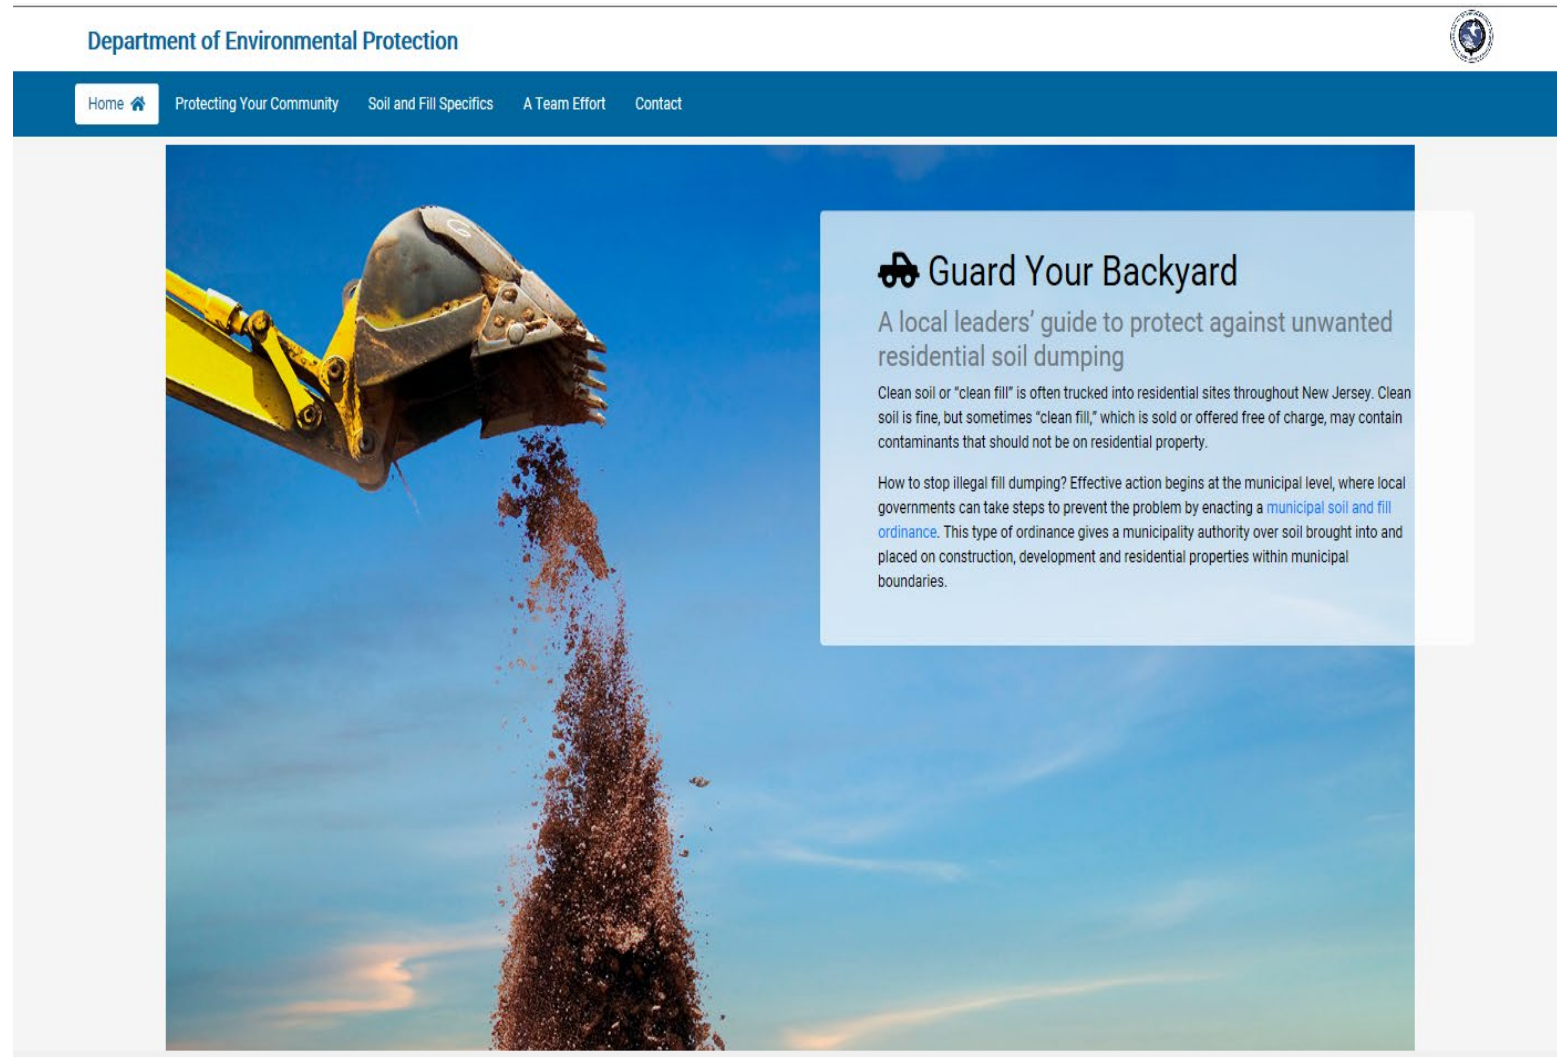 Department of Environmental Protection
Home
Protecting Your Community
Soil and Fill Specifics
A Team Effort
Contact
Guard Your Backyard
A local leaders’ guide to protect against unwanted
residential soil dumping
Clean soil or “clean fill” is often trucked into residential sites throughout New Jersey. Clean
soil is fine, but sometimes “clean fill,” which is sold or offered free of charge, may contain
contaminants that should not be on residential property.
How to stop illegal fill dumping? Effective action begins at the municipal level, where local
governments can take steps to prevent the problem by enacting a municipal soil and fill
ordinance. This type of ordinance gives a municipality authority over soil brought into and
placed on construction, development and residential properties within municipal
boundaries.